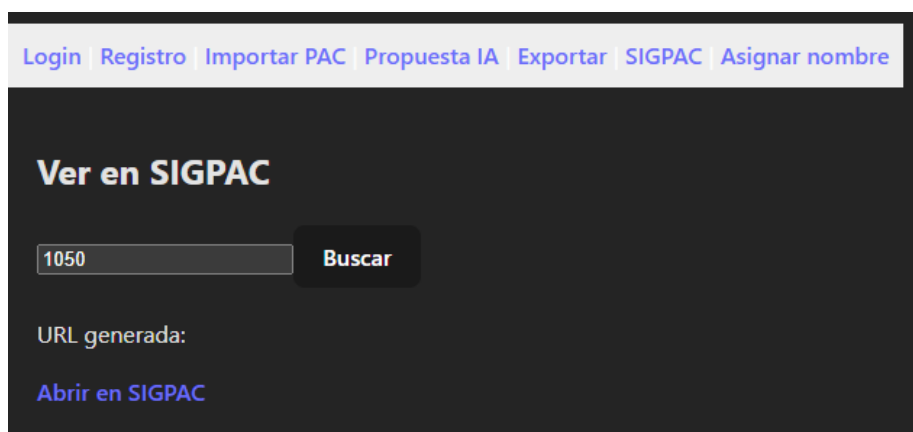 Login | Registro | Importar PAC | Propuesta IA | Exportar | SIGPAC | Asignar nombre
Ver en SIGPAC
1050 Buscar
URL generada:
Abrir en SIGPAC